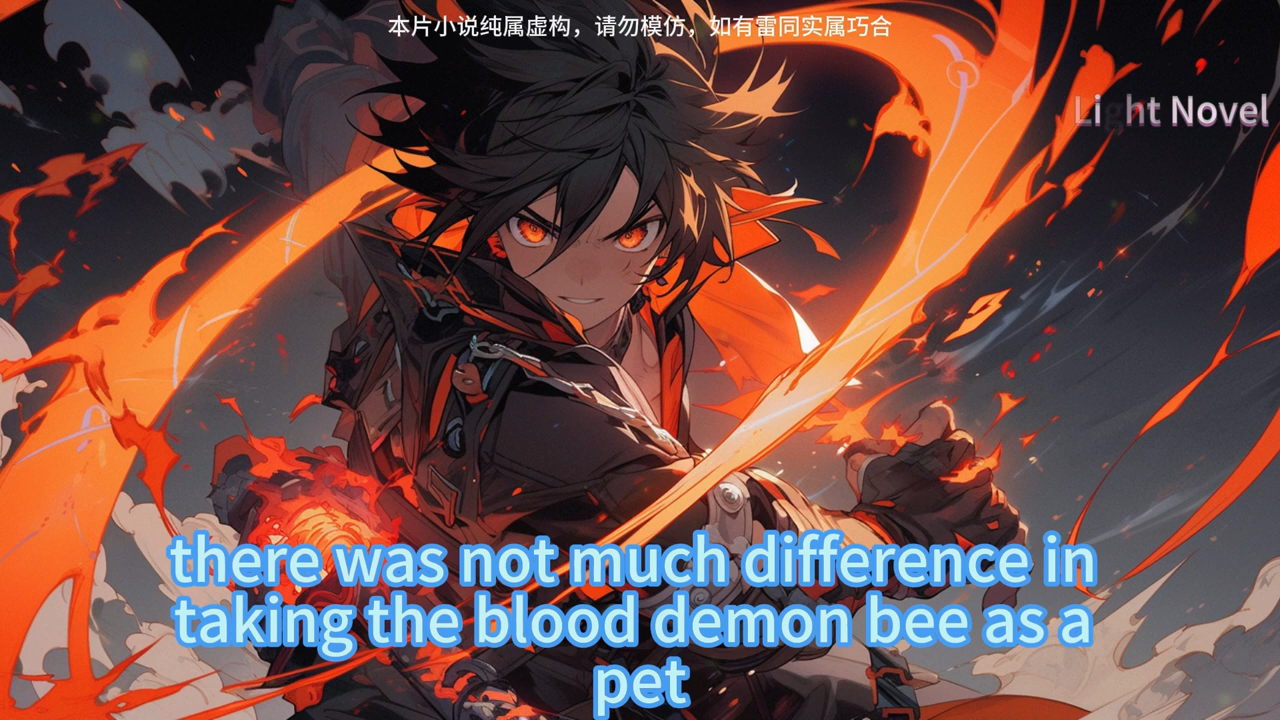 本片小说纯属虚构，请勿模仿，如有雷同实属巧合
Light Novel
there was not much difference in
taking the blood demon bee as a
pet